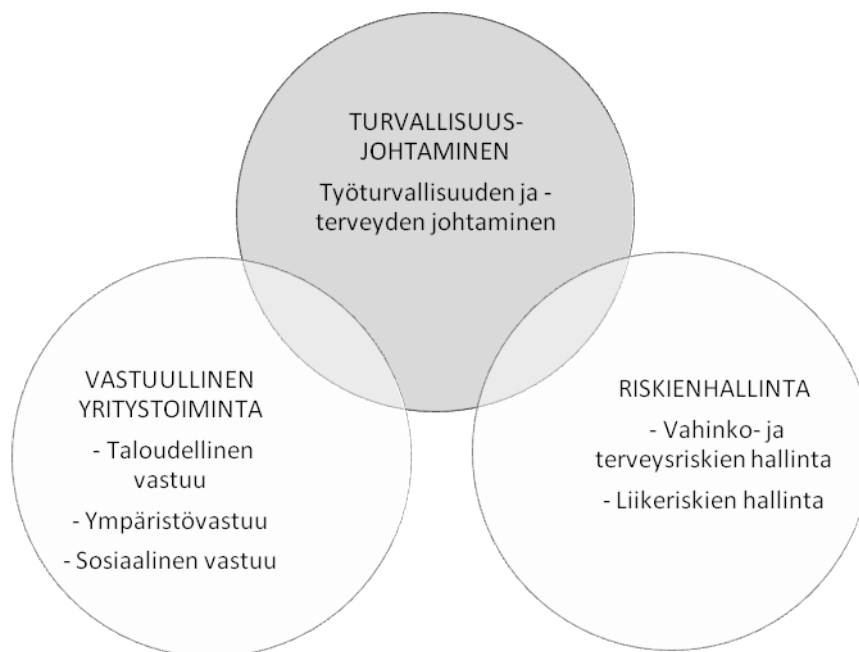 TURVALLISUUS-
JOHTAMINEN
Työturvallisuuden ja -
terveyden johtaminen
VASTUULLINEN
YRITYSTOIMINTA
- Taloudellinen
vastuu
- Ympäristövastuu
- Sosiaalinen vastuu
RISKIENHALLINTA
- Vahinko- ja
terveysriskien hallinta
- Liikeriskien hallinta